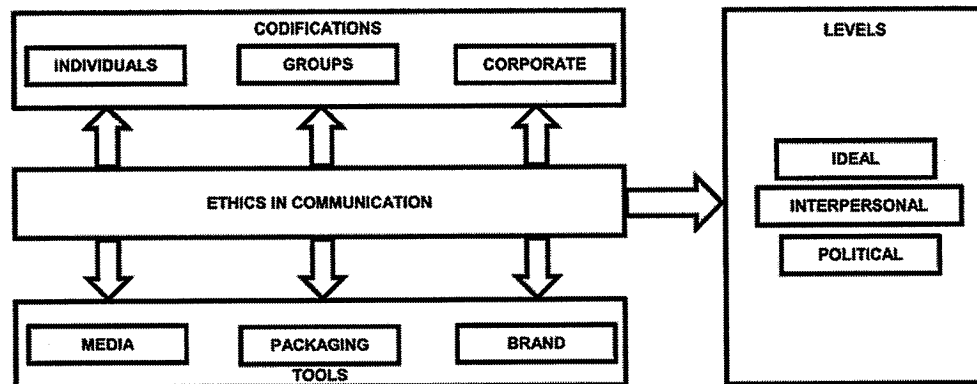 CODIFICATIONS
INDIVIDUALS
GROUPS
CORPORATE
ETHICS IN COMMUNICATION
MEDIA
PACKAGING
BRAND
TOOLS
LEVELS
IDEAL
INTERPERSONAL
POLITICAL